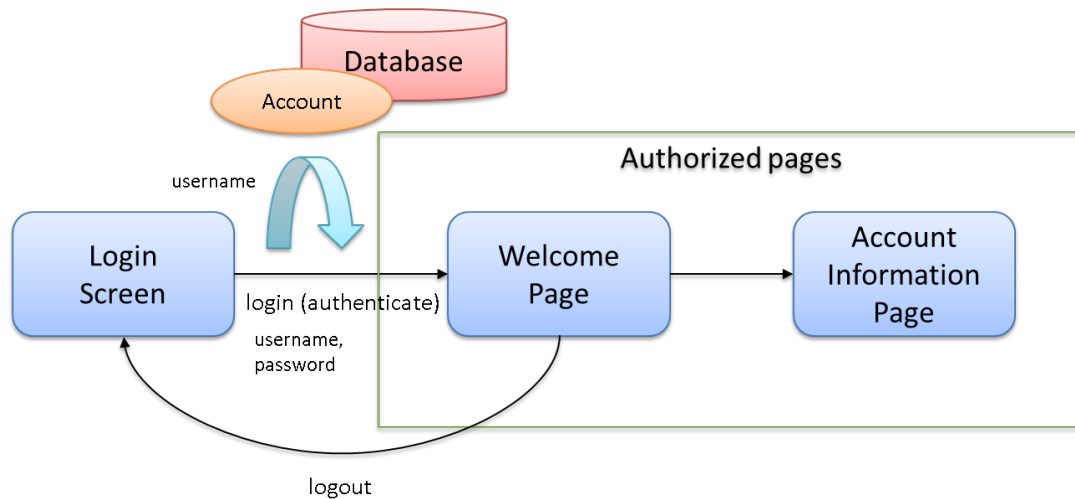 Database
Account
Authorized pages
username
Login
Screen
Welcome
Page
Account
Information
Page
login (authenticate)
username,
password
logout